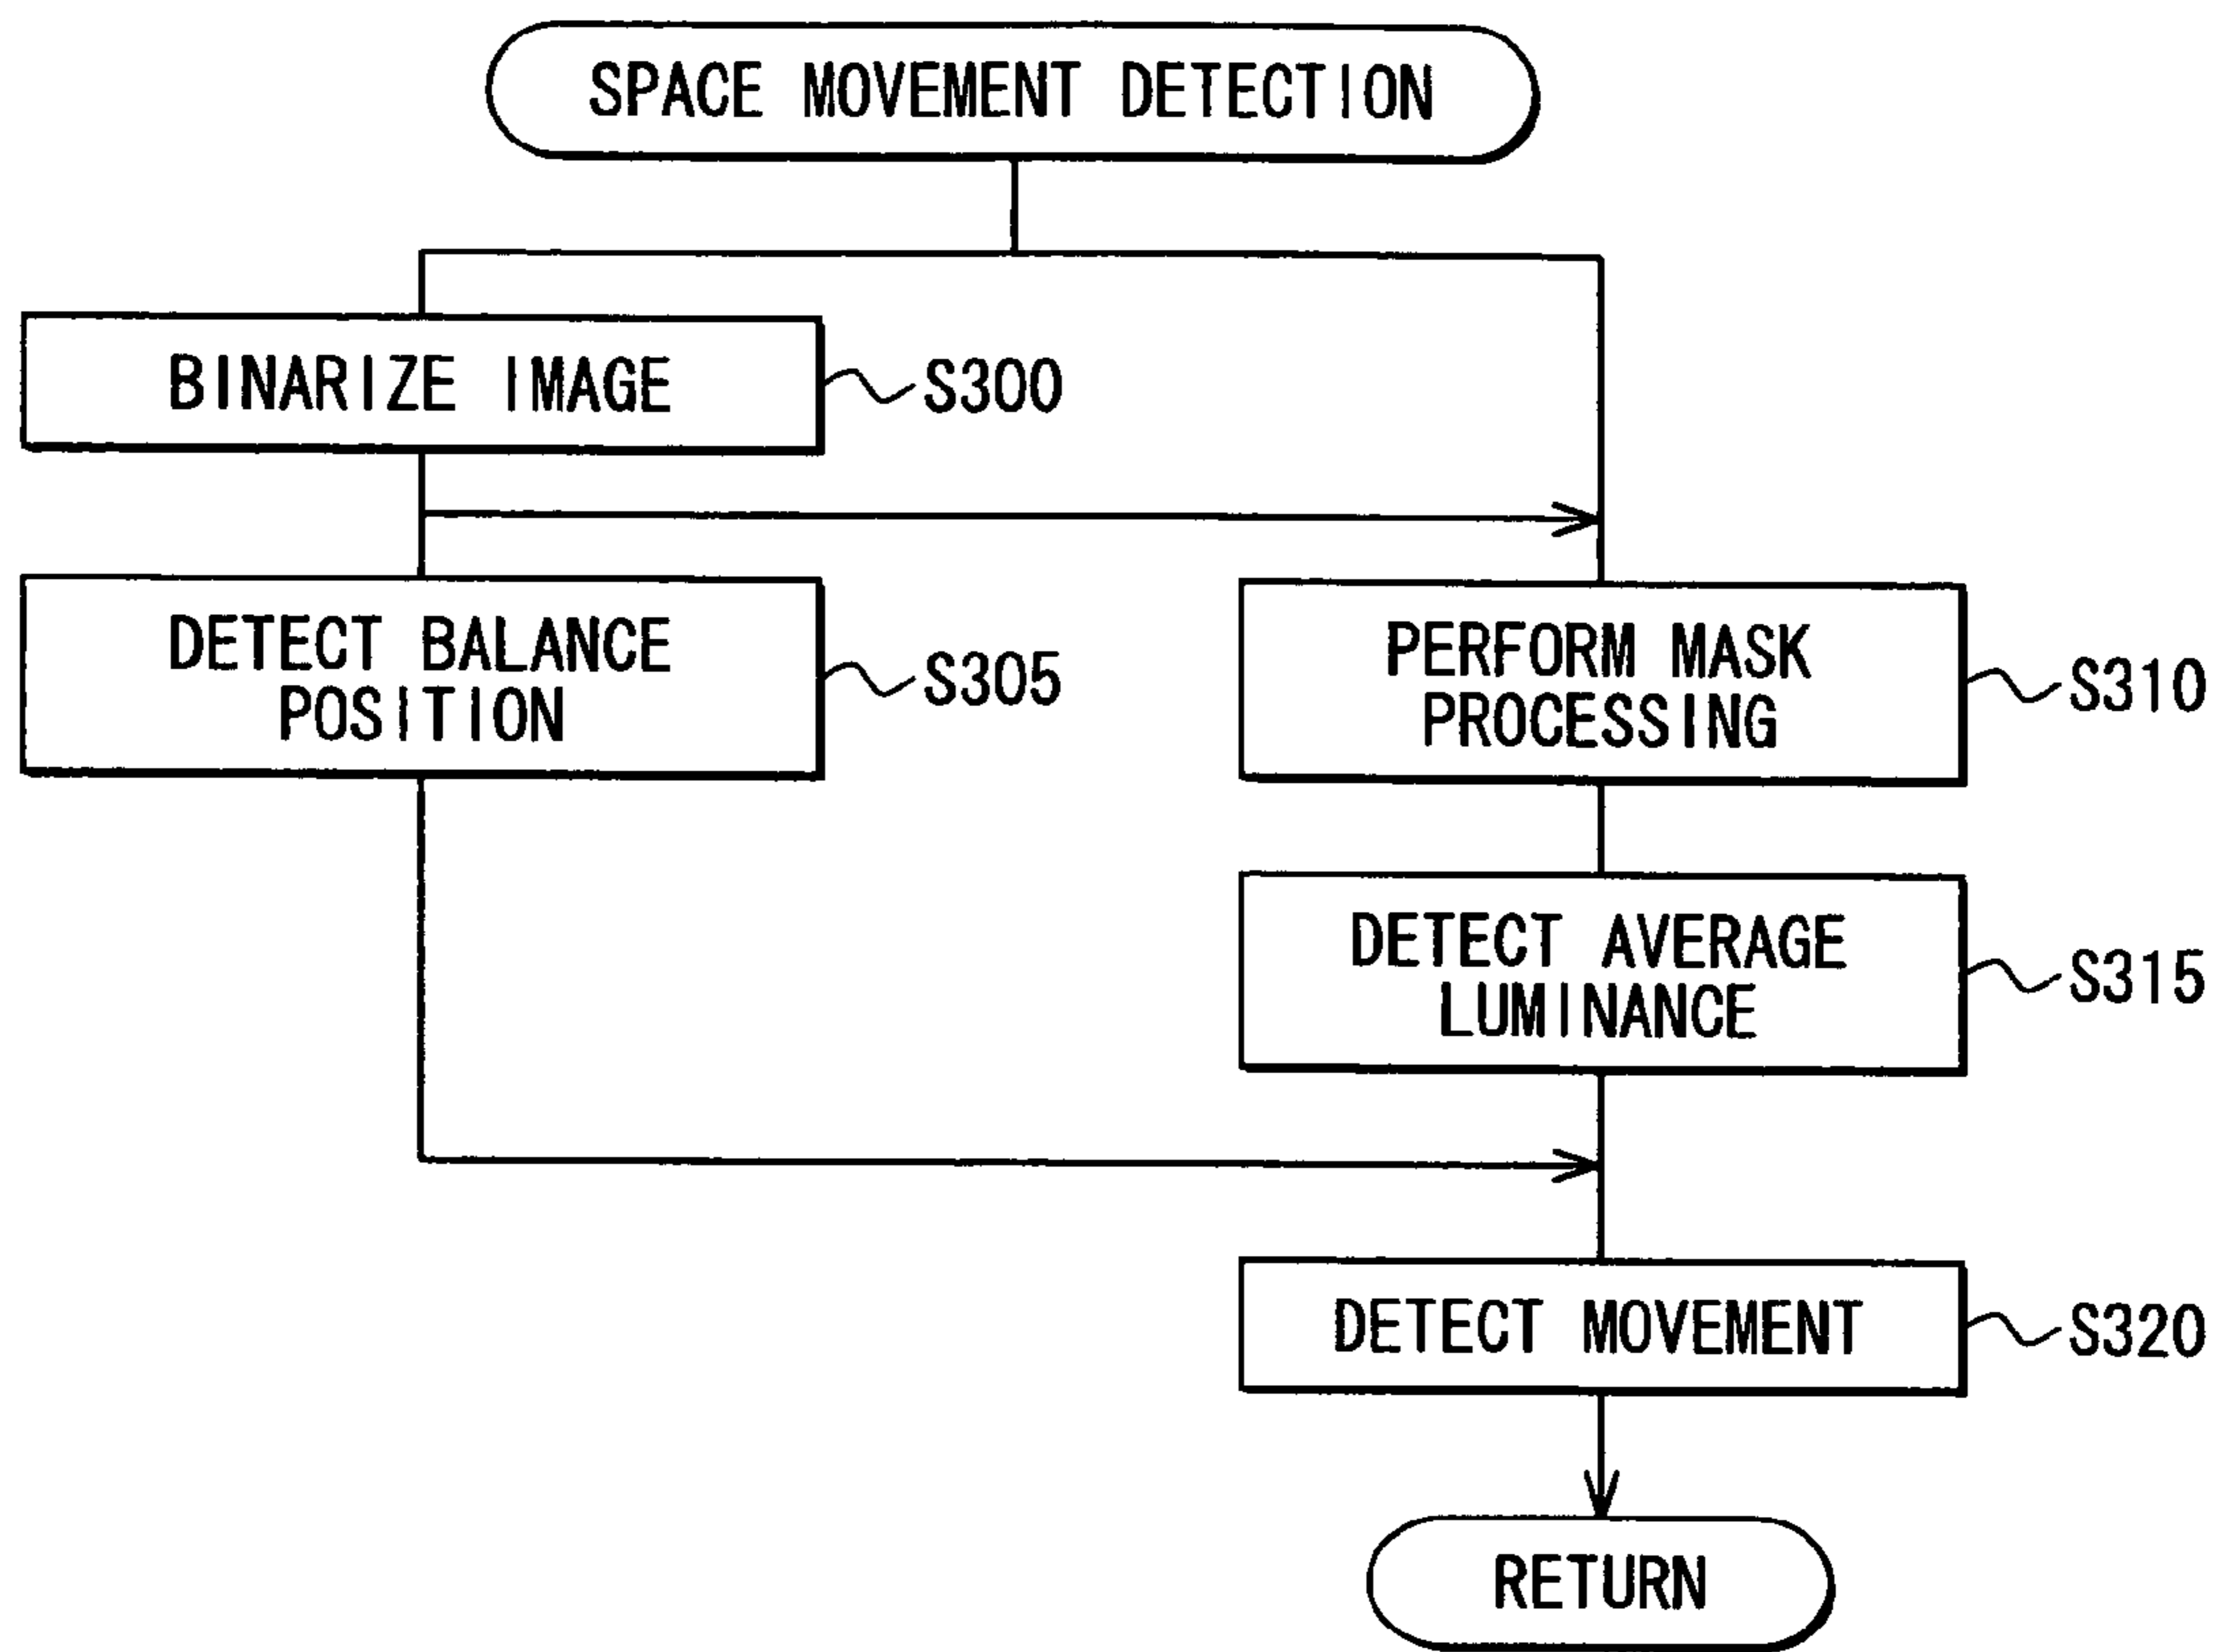 SPACE MOVEMENT DETECTION
BINARIZE IMAGE
S300
DETECT BALANCE
POSITION
S305
PERFORM MASK
PROCESSING
S310
DETECT AVERAGE
LUMINANCE
S315
DETECT MOVEMENT
S320
RETURN